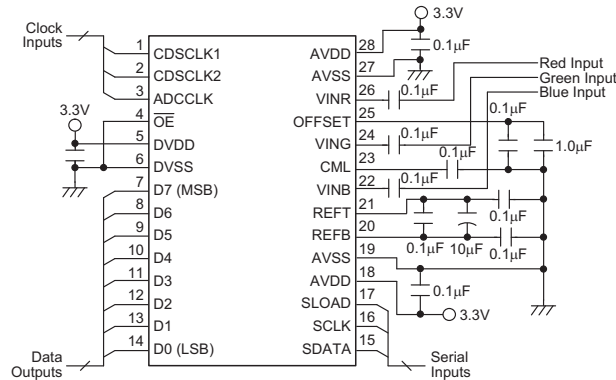 Clock
Inputs
3.3V
1 CDSCLK1
2 CDSCLK2
3 ADCCLK
4 OE
5 DVDD
6 DVSS
7 D7 (MSB)
8 D6
9 D5
10 D4
11 D3
12 D2
13 D1
14 D0 (LSB)
Data
Outputs
AVDD 28
AVSS 27
VINR 26
OFFSET 25
VING 24
CML 23
VINB 22
REFT 21
REFB 20
AVSS 19
AVDD 18
SLOAD 17
SCLK 16
SDATA 15
3.3V
0.1µF
Red Input
Green Input
Blue Input
0.1µF
0.1µF
0.1µF
1.0µF
0.1µF
0.1µF
0.1µF
0.1µF
10µF
0.1µF
0.1µF
3.3V
Serial
Inputs